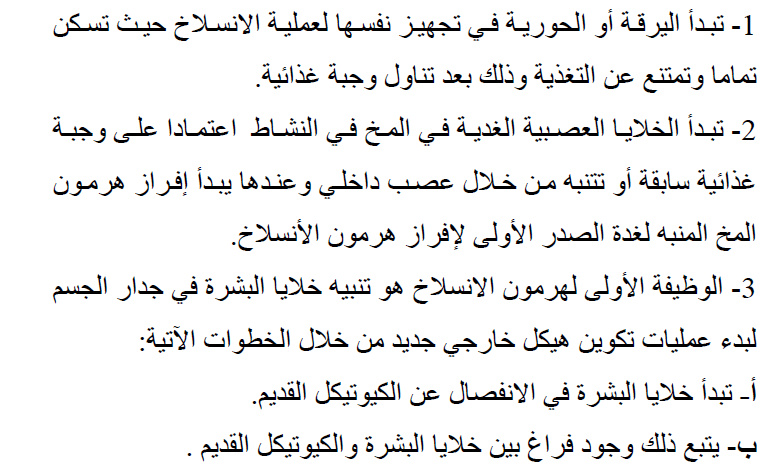 1- تبدأ اليرقة أو الحورية في تجهيز نفسها لعملية الانسلاخ حيث تسكن
تماما وتمتنع عن التغذية وذلك بعد تناول وجبة غذائية.
2- تبدأ الخلايا العصبية الغدية في المخ في النشاط اعتمادا على وجبة
غذائية سابقة أو تتنبه من خلال عصب داخلي وعندها يبدأ إفراز هرمون
المخ المنبه لغدة الصدر الأولى لإفراز هرمون الأنسلاخ.
3- الوظيفة الأولى لهرمون الانسلاخ هو تنبيه خلايا البشرة في جدار الجسم
لبدء عمليات تكوين هيكل خارجي جديد من خلال الخطوات الآتية:
أ- تبدأ خلايا البشرة في الانفصال عن الكيوتيكل القديم.
ب- يتبع ذلك وجود فراغ بين خلايا البشرة والكيوتيكل القديم .